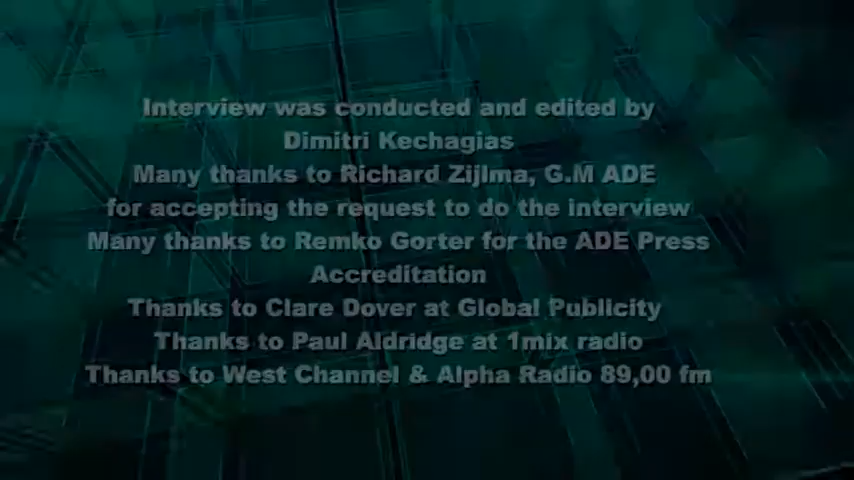 Interview was conducted and edited by
Dimitri Kechagias
Many thanks to Richard Zijlma, G.M ADE
for accepting the request to do the interview
Many thanks to Remko Gorter for the ADE Press
Accreditation
Thanks to Clare Dover at Global Publicity
Thanks to Paul Aldridge at 1mix radio
Thanks to West Channel & Alpha Radio 89,00 fm